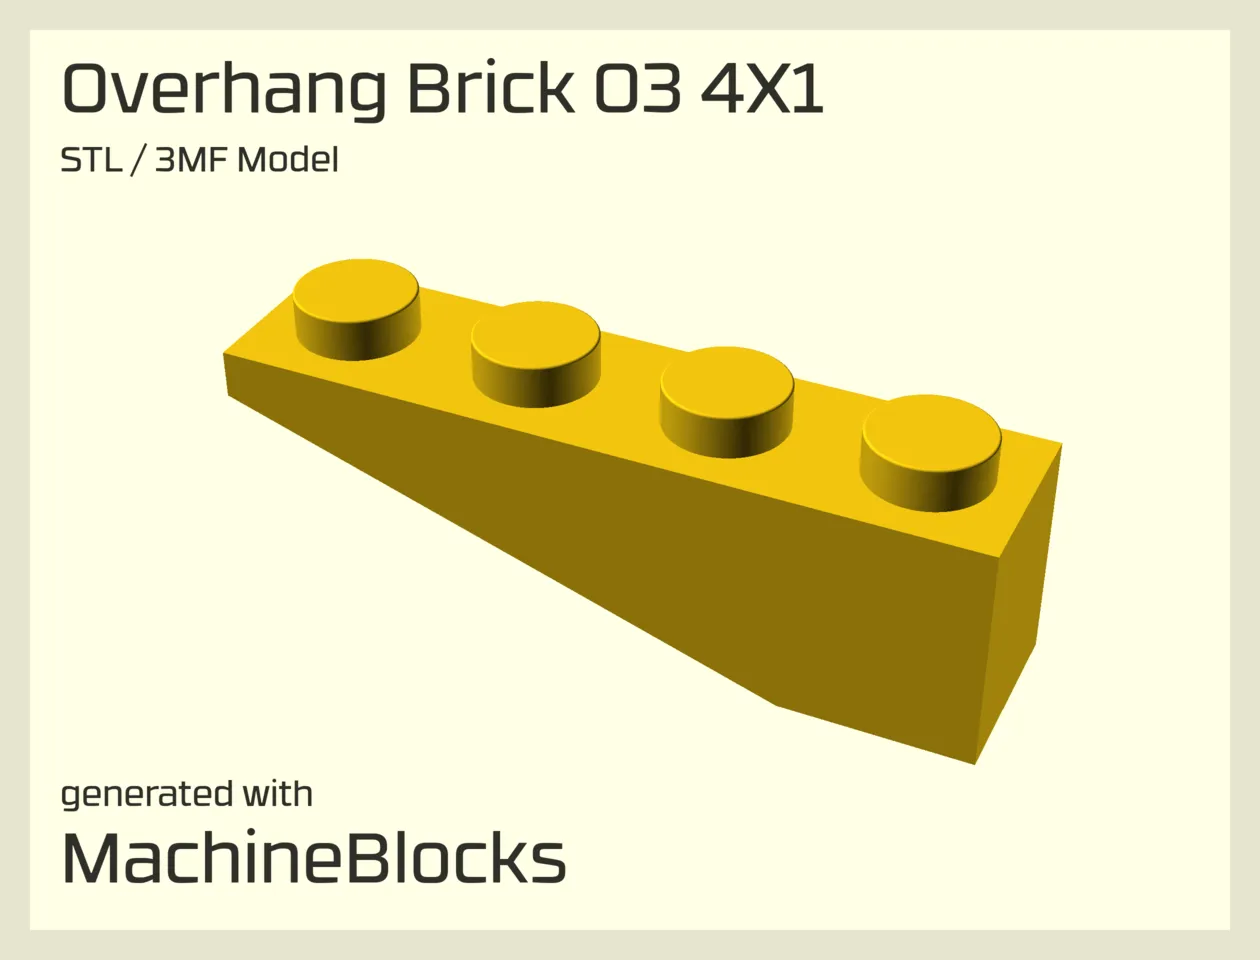 Overhang Brick 03 4X1
STL / 3MF Model
generated with
MachineBlocks